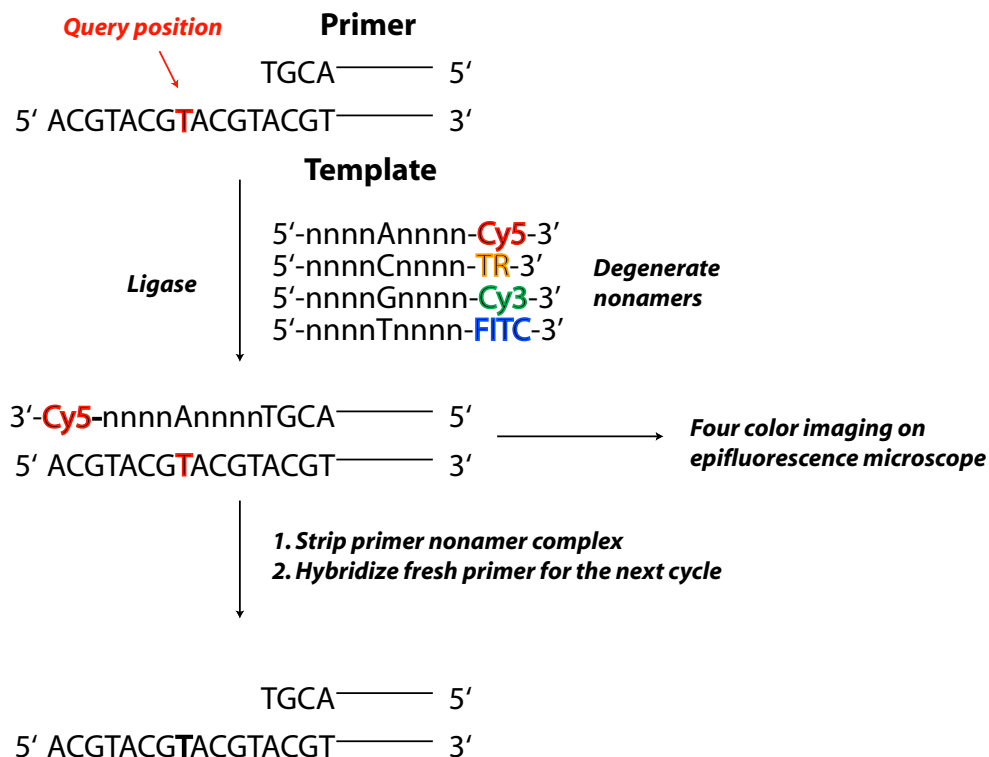 Query position
Primer
TGCA 5‘
5‘ ACGTACGTACGTACGT 3‘
Template
5‘-nnnnAnnnn-Cy5-3‘
5‘-nnnnCnnnn-TR-3‘
5‘-nnnnGnnnn-Cy3-3‘
5‘-nnnnTnnnn-FITC-3‘
Ligase
Degenerate
nonamers
3‘-Cy5-nnnnAnnnnTGCA 5‘
5‘ ACGTACGTACGTACGT 3‘
Four color imaging on
epifluorescence microscope
1. Strip primer nonamer complex
2. Hybridize fresh primer for the next cycle
TGCA 5‘
5‘ ACGTACGTACGTACGT 3‘